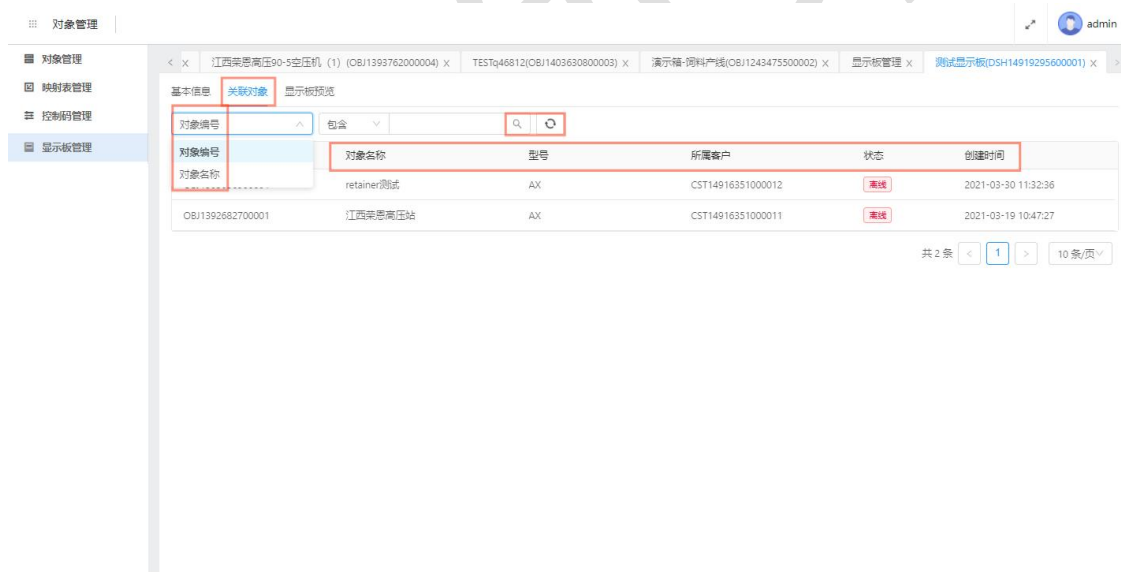 对象管理
admin
对象管理
映射表管理
控制码管理
显示板管理
江西荣恩高压90-5空压机 (1) (OBJ1393762000004) TESTq46812(OBJ1403630800003) 演示箱-饲料产线(OBJ1243475500002) 显示板管理 测试显示板(DSH14919295600001)
基本信息 关联对象 显示板预览
对象编号 包含
对象编号
对象名称
对象名称 型号 所属客户 状态 创建时间
retainer测试 AX CST14916351000012 离线 2021-03-30 11:32:36
OBJ1392682700001 江西荣恩高压站 AX CST14916351000011 离线 2021-03-19 10:47:27
共 2 条 < 1 > 10 条/页